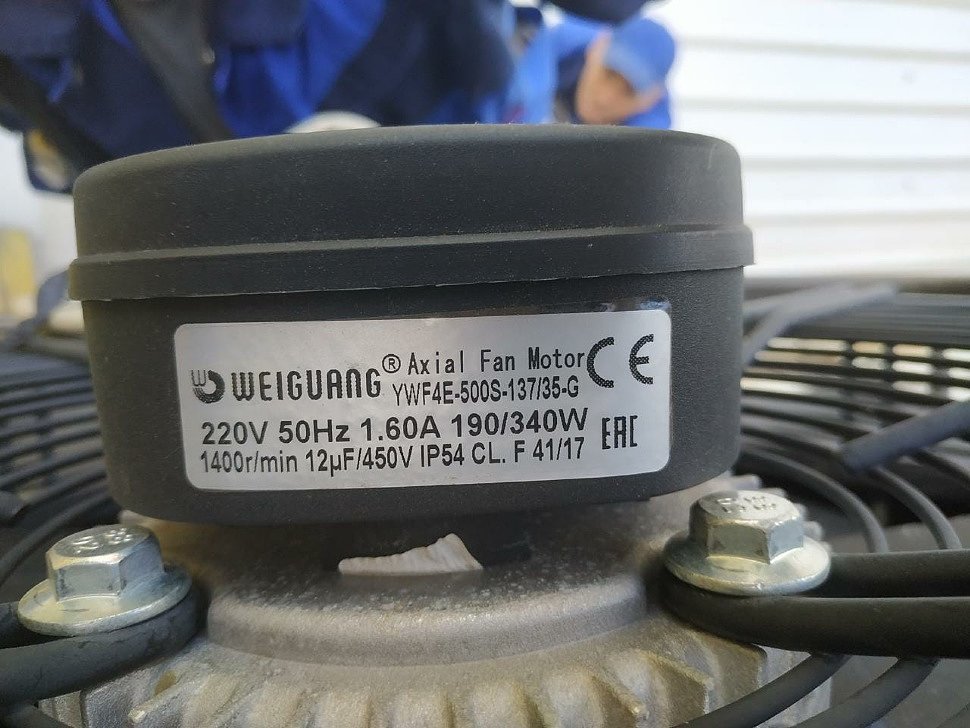 WEIGUANG® Axial Fan Motor CE
YWF4E-500S-137/35-G
220V 50Hz 1.60A 190/340W EAC
1400r/min 12μF/450V IP54 CL. F 41/17